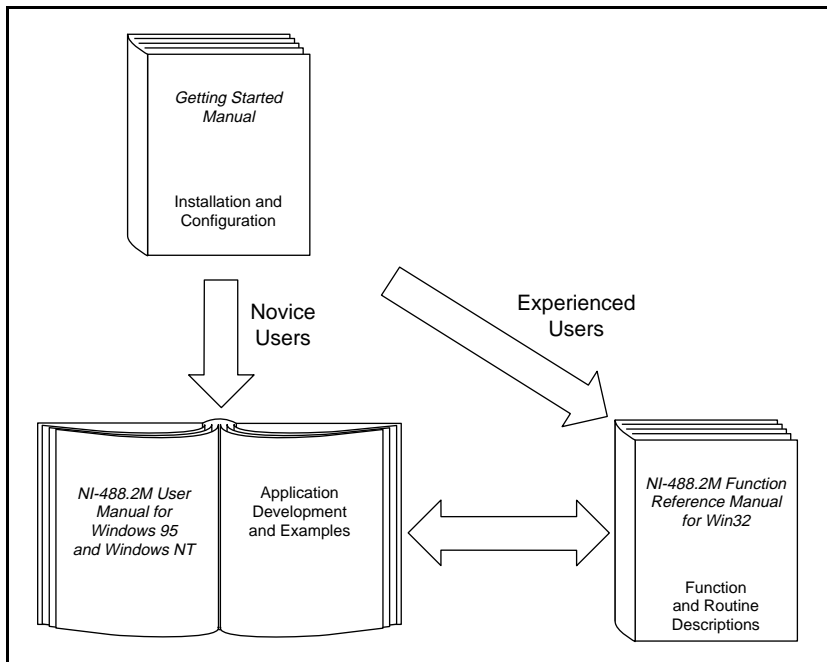 Getting Started
Manual
Installation and
Configuration
Novice
Users
Experienced
Users
NI-488.2M User
Manual for
Windows 95
and Windows NT
Application
Development
and Examples
NI-488.2M Function
Reference Manual
for Win32
Function
and Routine
Descriptions